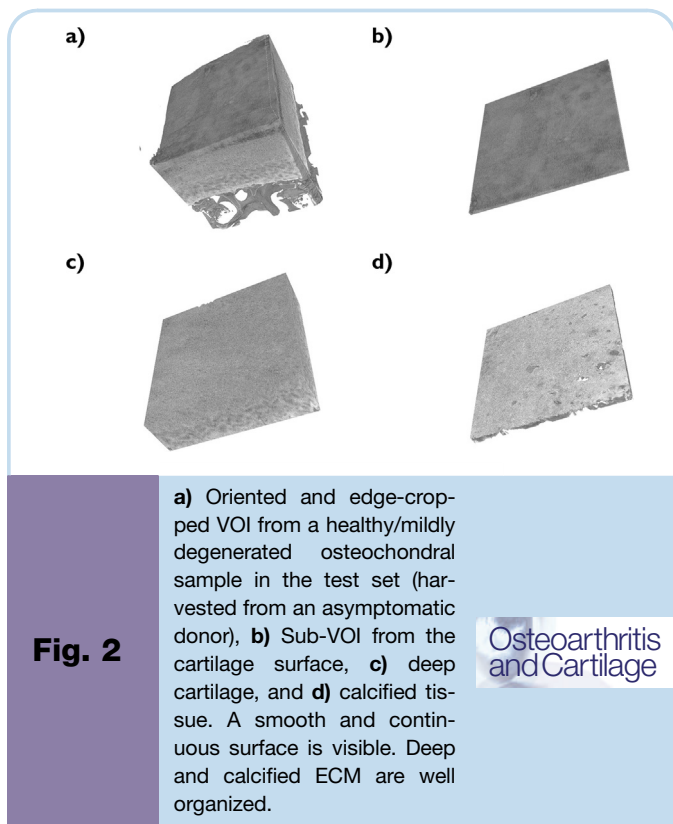 a)
b)
c)
d)
Fig. 2
a) Oriented and edge-crop-
ped VOI from a healthy/mildly
degenerated osteochondral
sample in the test set (har-
vested from an asymptomatic
donor), b) Sub-VOI from the
cartilage surface, c) deep
cartilage, and d) calcified tis-
sue. A smooth and contin-
uous surface is visible. Deep
and calcified ECM are well
organized.
Osteoarthritis
and Cartilage